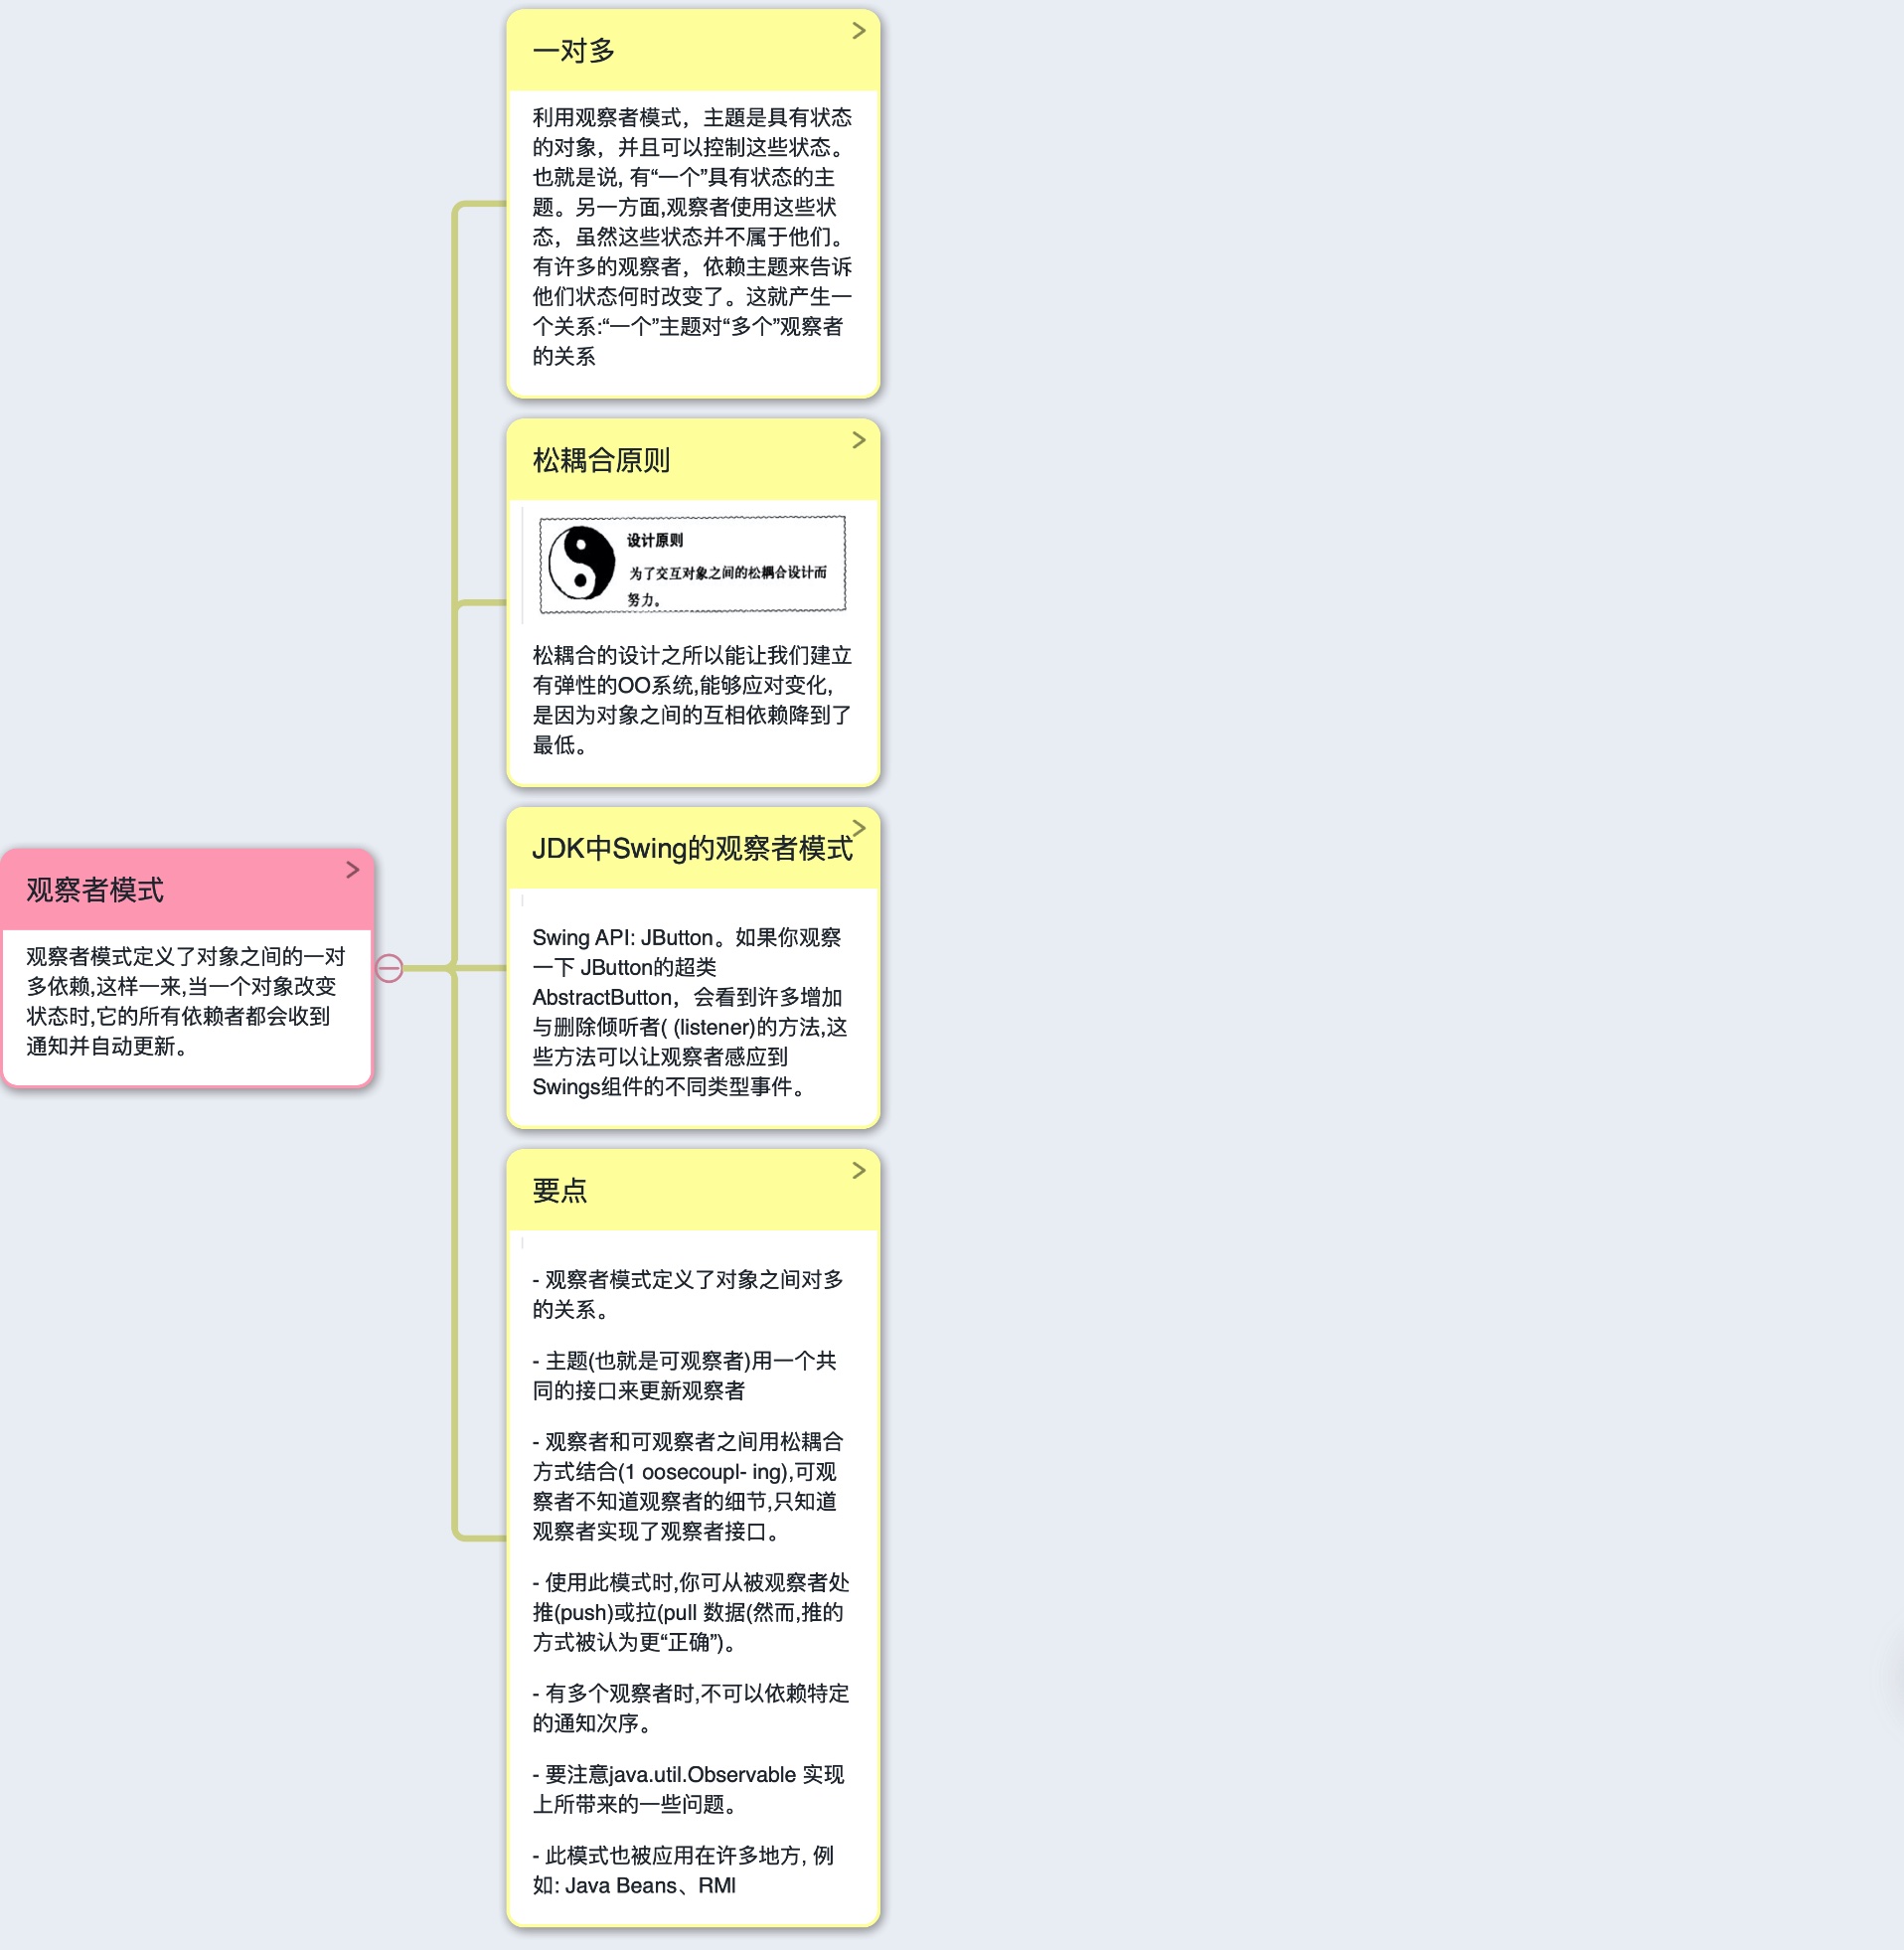 一对多
利用观察者模式，主题是具有状态
的对象，并且可以控制这些状态。
也就是说, 有“一个”具有状态的主
题。另一方面,观察者使用这些状
态，虽然这些状态并不属于他们。
有许多的观察者，依赖主题来告诉
他们状态何时改变了。这就产生一
个关系:“一个”主题对“多个”观察者
的关系
松耦合原则
设计原则
为了交互对象之间的松耦合设计而
努力。
松耦合的设计之所以能让我们建立
有弹性的OO系统,能够应对变化,
是因为对象之间的互相依赖降到了
最低。
JDK中Swing的观察者模式
Swing API: JButton。如果你观察
一下 JButton的超类
AbstractButton，会看到许多增加
与删除倾听者( (listener)的方法,这
些方法可以让观察者感应到
Swings组件的不同类型事件。
观察者模式
观察者模式定义了对象之间的一对
多依赖,这样一来,当一个对象改变
状态时,它的所有依赖者都会收到
通知并自动更新。
要点
- 观察者模式定义了对象之间对多
的关系。
- 主题(也就是可观察者)用一个共
同的接口来更新观察者
- 观察者和可观察者之间用松耦合
方式结合(1 oosecoupl- ing),可观
察者不知道观察者的细节,只知道
观察者实现了观察者接口。
- 使用此模式时,你可从被观察者处
推(push)或拉(pull 数据(然而,推的
方式被认为更“正确”)。
- 有多个观察者时,不可以依赖特定
的通知次序。
- 要注意java.util.Observable 实现
上所带来的一些问题。
- 此模式也被应用在许多地方, 例
如: Java Beans、RMI